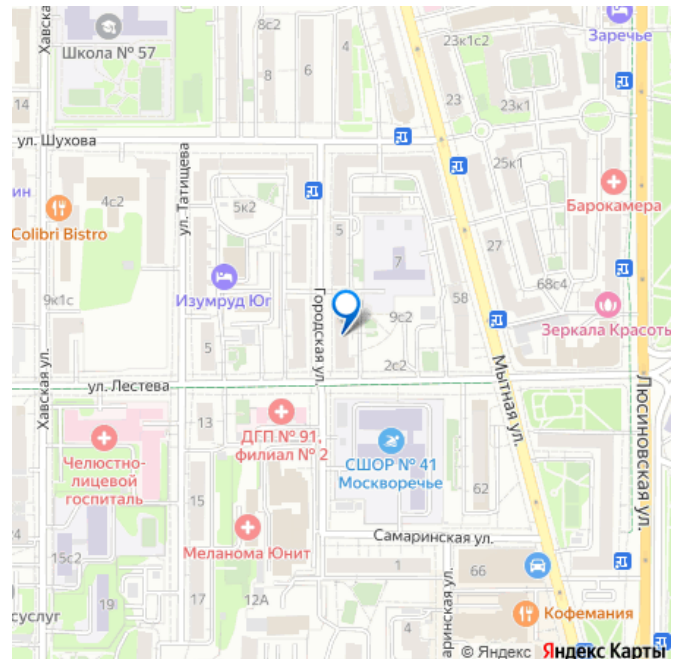 Хавская
Школа № 57
8с2
4
6
8
23к1с2
Заречье
14
23
23к1
ул. Шухова
ул. Татищева
25к1
ин
4с2
5к2
Барокамера
Colibri Bistro
5
7
27
Изумруд Юг
Городская ул.
68с4
9к1с
58
9с2
Зеркала Красоты
Хавская ул.
5
2с2
Мытная ул.
ул. Лестева
Люсиновская ул.
13
ДГП № 91,
филиал № 2
Челюстно-
лицевой
госпиталь
СШОР № 41
Москворечье
15
62
Меланома Юнит
Самаринская ул.
15с2
1
66
19
17
12А
аринская ул.
суслуг
4
Кофемания
© Яндекс Яндекс Карты